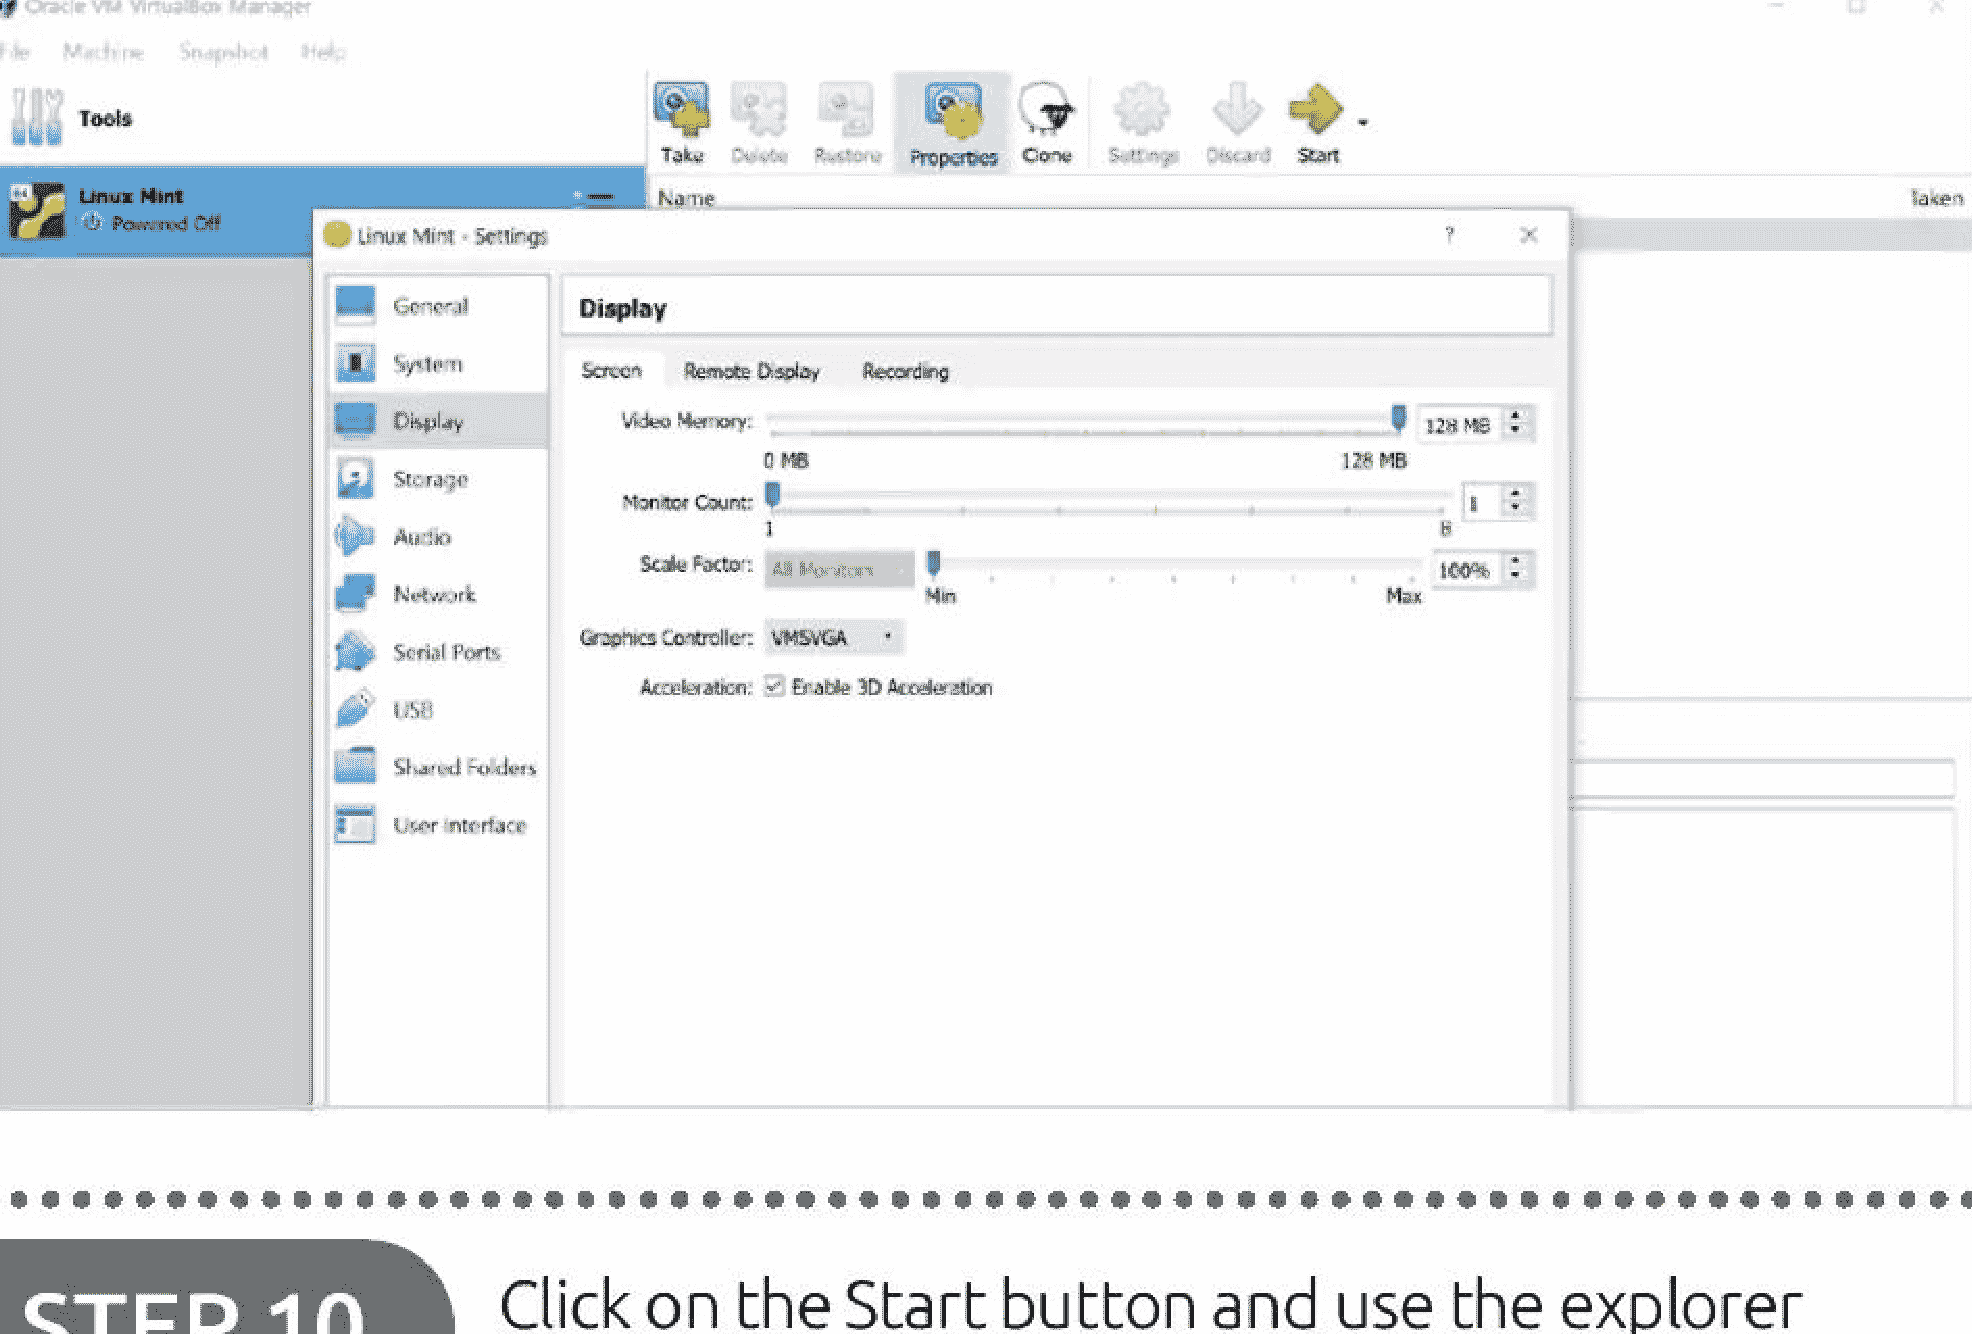 Oracle VM VirtualBox Manager
File Machine Snapshot Help
Tools
Take Delete Restore Properties Clone Settings Discard Start
Linux Mint
Powered Off
Name Taken
Linux Mint - Settings ?
General
System
Display
Storage
Audio
Network
Serial Ports
USB
Shared Folders
User Interface
Display
Screen Remote Display Recording
Video Memory: 128 MB
0 MB 128 MB
Monitor Count: 1
1 8
Scale Factor: All Monitors 100%
Min Max
Graphics Controller: VMSVGA
Acceleration: Enable 3D Acceleration
STEP 10
Click on the Start button and use the explorer